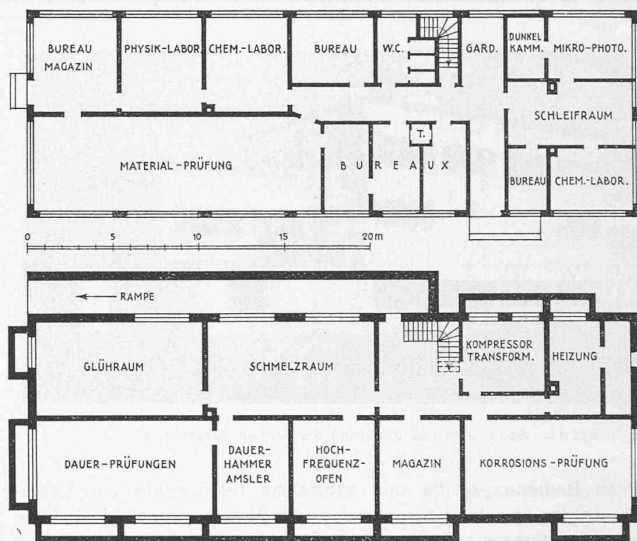 BUREAU
MAGAZIN
PHYSIK-LABOR.
CHEM.-LABOR.
BUREAU
W.C.
GARD.
DUNKEL
KAMM.
MIKRO-PHOTO.
SCHLEIFRAUM
MATERIAL-PRÜFUNG
T.
BUREAUX
BUREAU
CHEM.-LABOR.
0 5 10 15 20 m
RAMPE
GLÜHRAUM
SCHMELZRAUM
KOMPRESSOR
TRANSFORM.
HEIZUNG
DAUER-PRÜFUNGEN
DAUER-
HAMMER
AMSLER
HOCH-
FREQUENZ-
OFEN
MAGAZIN
KORROSIONS-PRÜFUNG